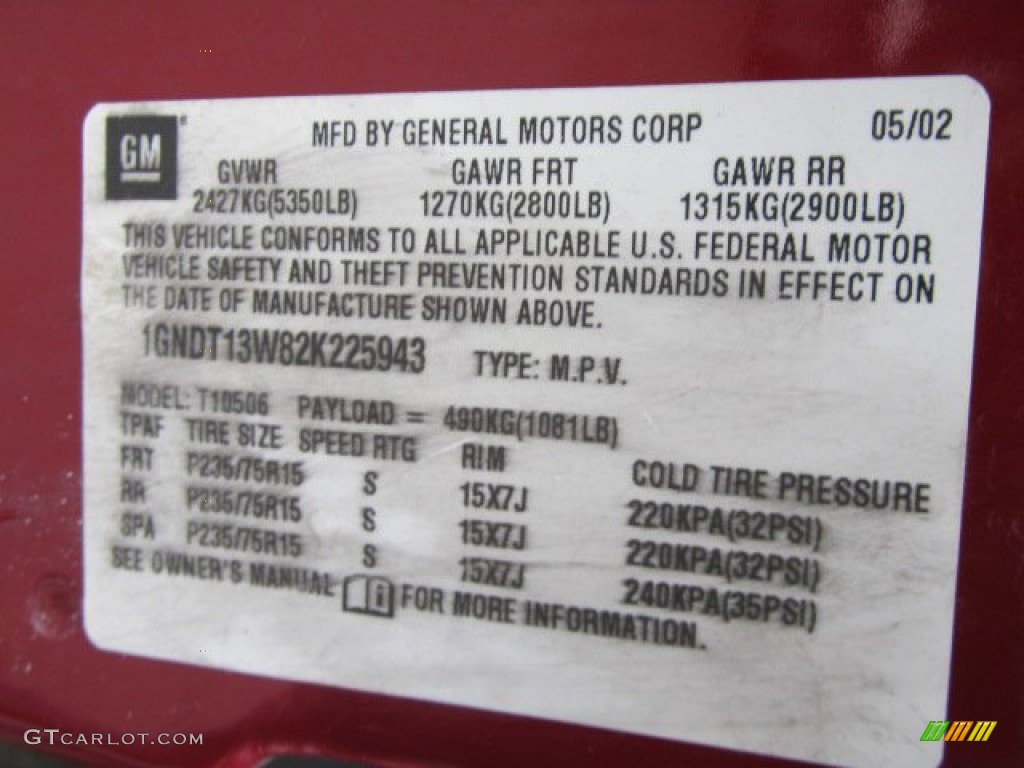 GM
MFD BY GENERAL MOTORS CORP 05/02
GVWR GAWR FRT GAWR RR
2427KG(5350LB) 1270KG(2800LB) 1315KG(2900LB)
THIS VEHICLE CONFORMS TO ALL APPLICABLE U.S. FEDERAL MOTOR
VEHICLE SAFETY AND THEFT PREVENTION STANDARDS IN EFFECT ON
THE DATE OF MANUFACTURE SHOWN ABOVE.
1GNDT13W82K225943 TYPE: M.P.V.
MODEL: T10506 PAYLOAD = 490KG(1081LB)
TPAF TIRE SIZE SPEED RTG RIM COLD TIRE PRESSURE
FRT P235/75R15 S 15X7J 220KPA(32PSI)
RR P235/75R15 S 15X7J 220KPA(32PSI)
SPA P235/75R15 S 15X7J 240KPA(35PSI)
SEE OWNER'S MANUAL i FOR MORE INFORMATION.
GTCARLOT.COM